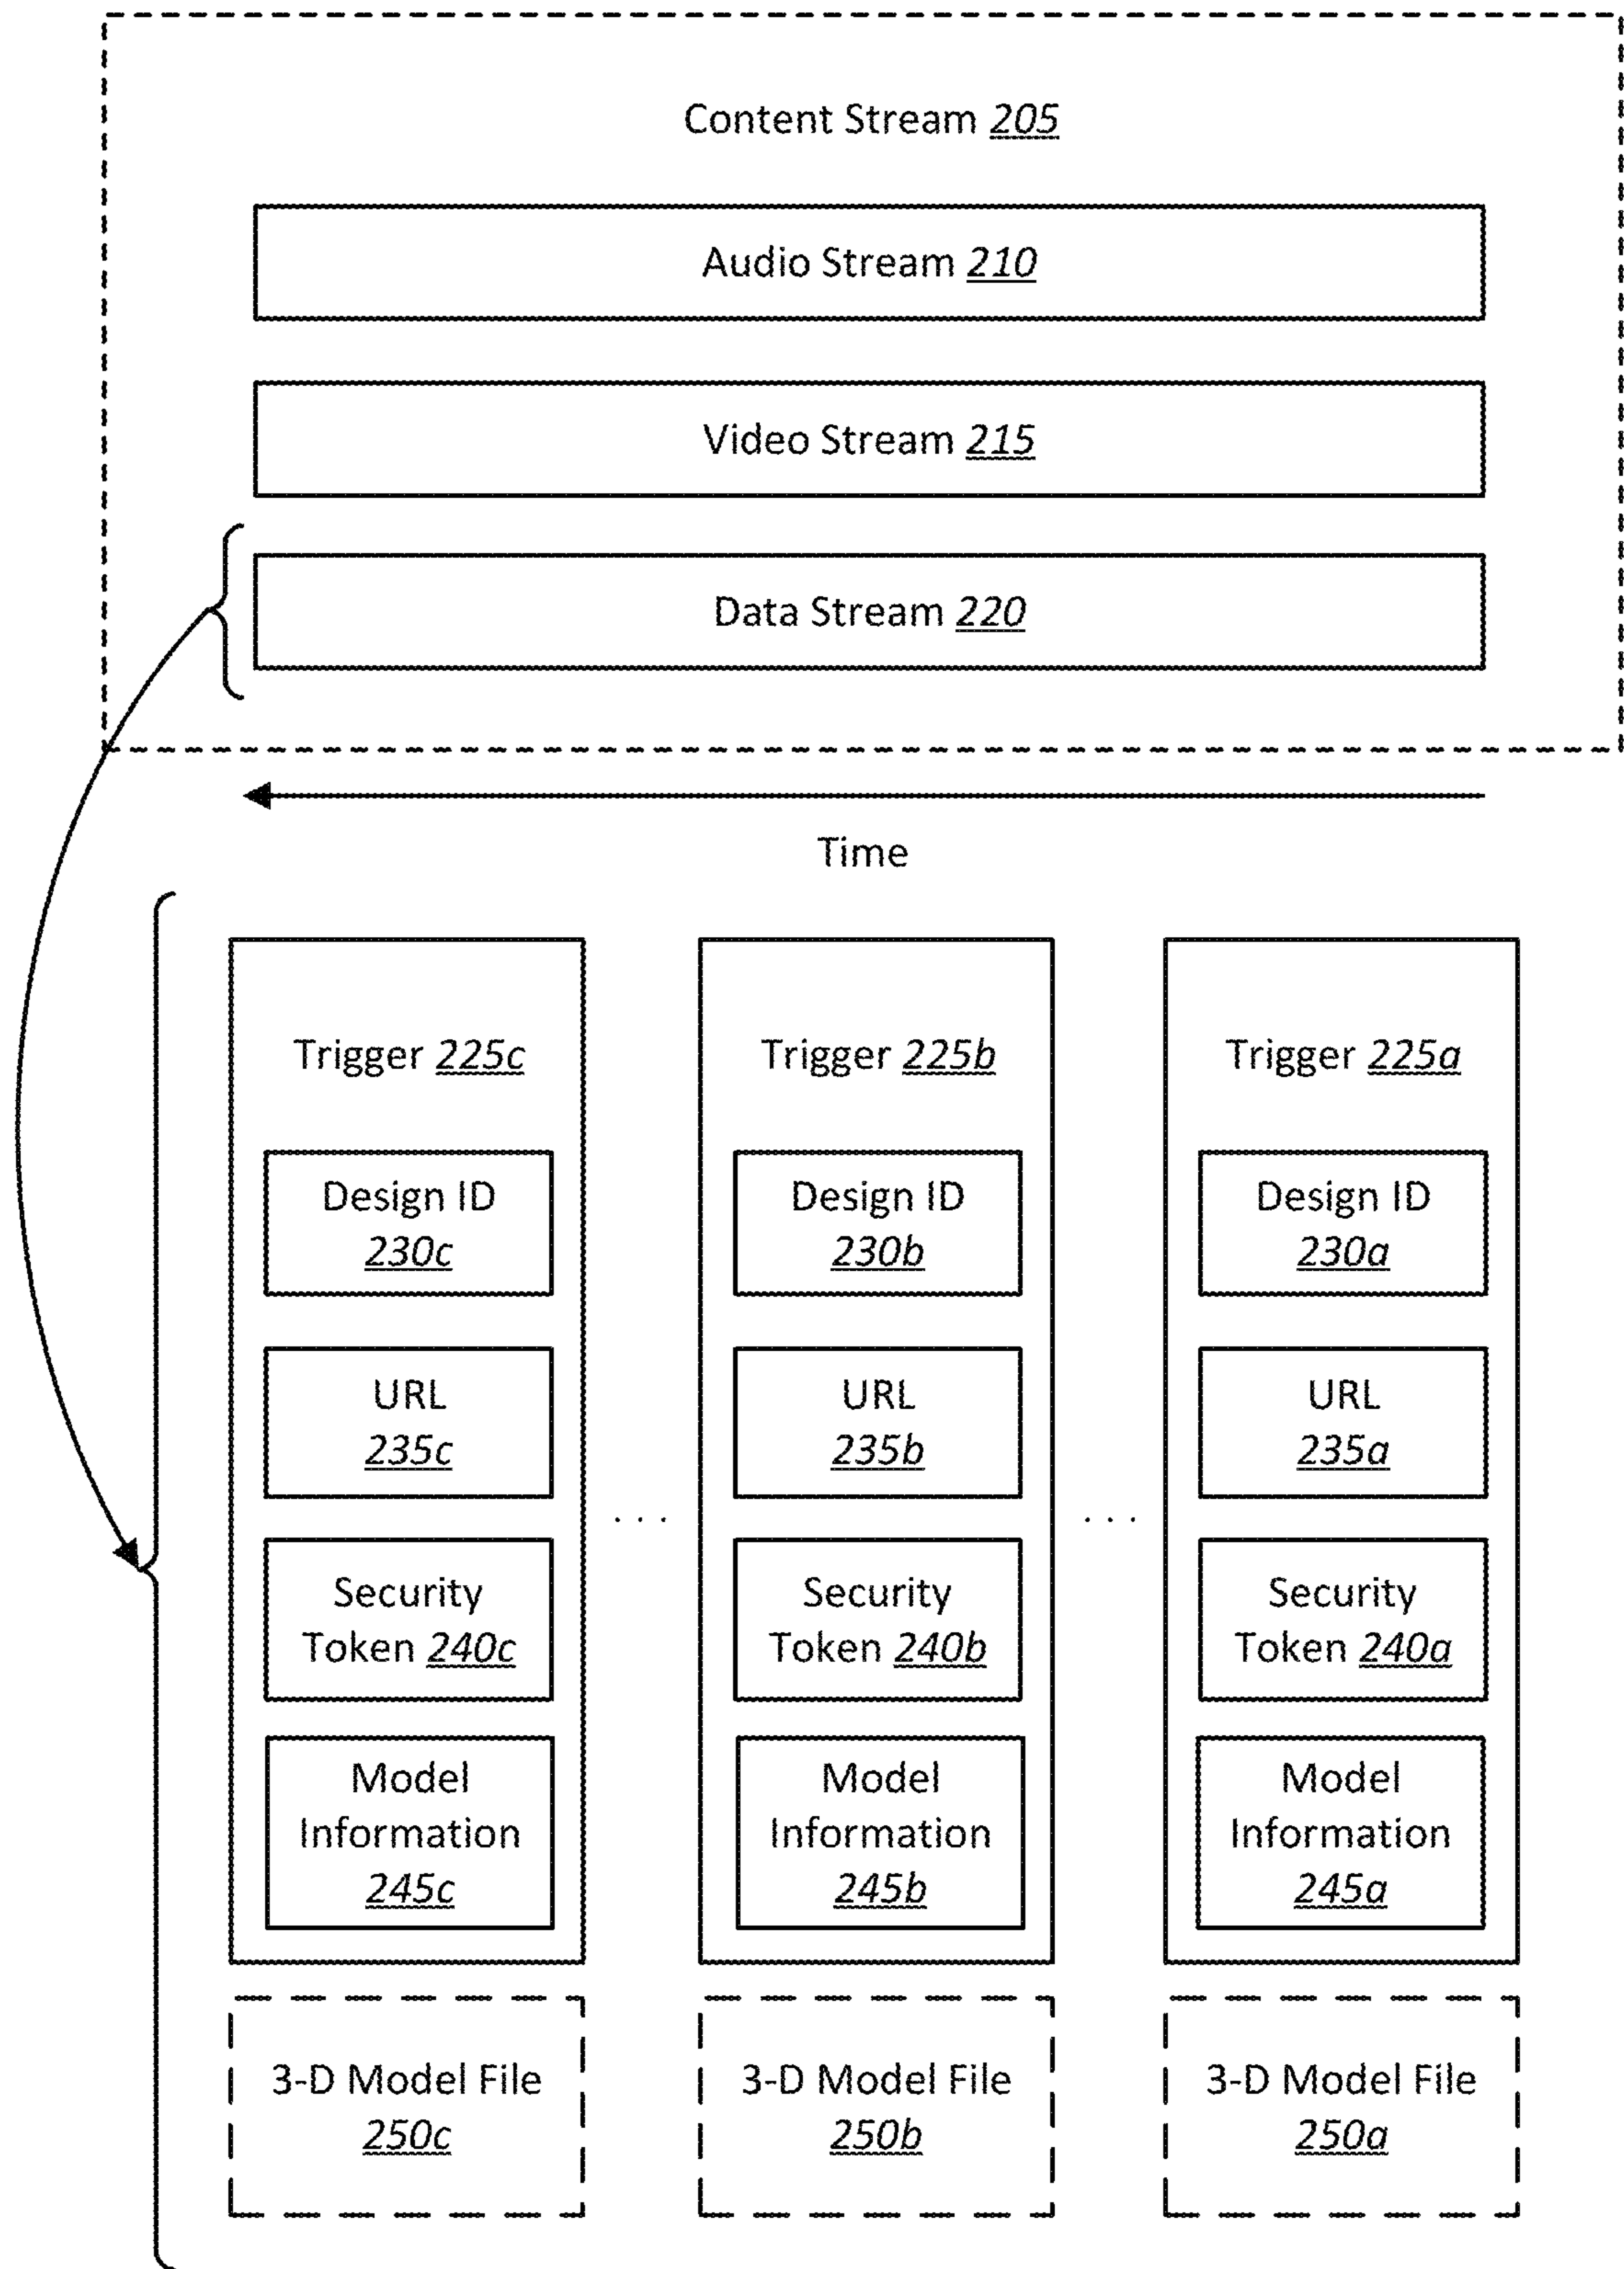 Content Stream 205
Audio Stream 210
Video Stream 215
Data Stream 220
Time
Trigger 225c
Design ID
230c
URL
235c
Security
Token 240c
Model
Information
245c
3-D Model File
250c
. . .
Trigger 225b
Design ID
230b
URL
235b
Security
Token 240b
Model
Information
245b
3-D Model File
250b
. . .
Trigger 225a
Design ID
230a
URL
235a
Security
Token 240a
Model
Information
245a
3-D Model File
250a